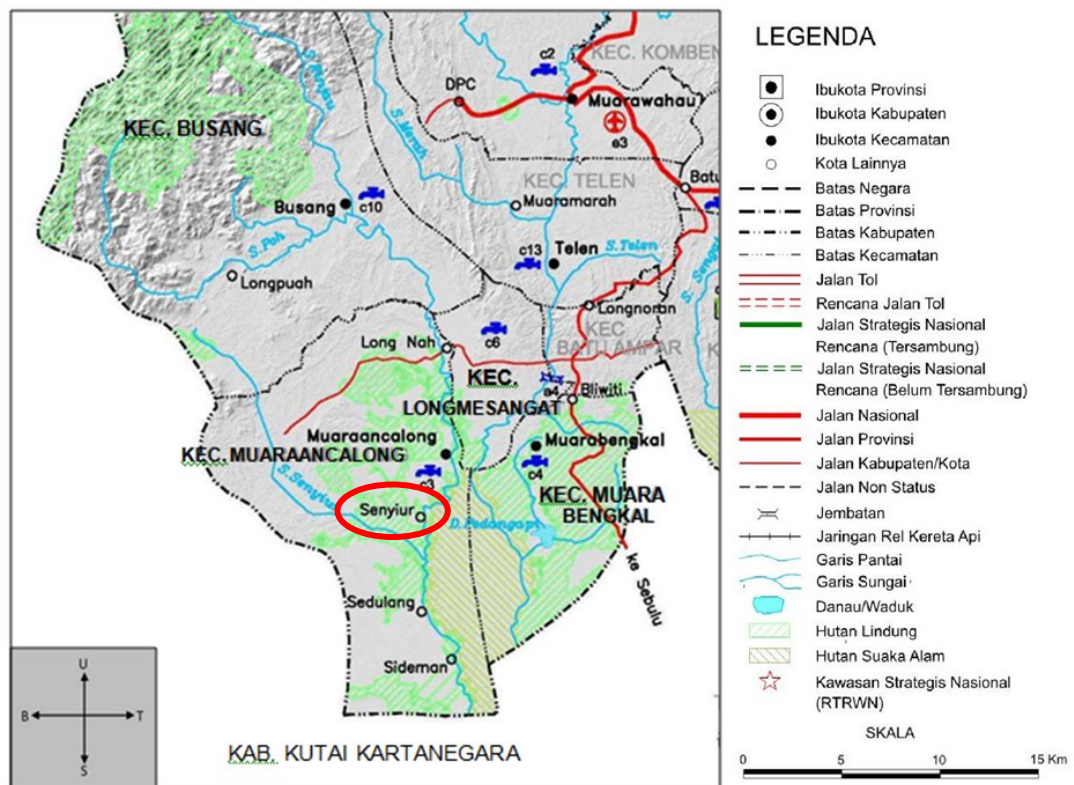 KEC. KOMBEN
c2
DPC
Muarawahau
e3
KEC. BUSANG
S. Merah
KEC. TELEN
Batu
Muaramarah
Busang
c10
S.Poh
c13
Telen
S.Telen
Longpuah
Longnoran
KEC
BATU AMPAR
c6
Long Nah
KEC.
LONGMESANGAT
Bliwiti
Muaraancalong
KEC. MUARAANCALONG
Muarabengkal
c3
c4
KEC. MUARA
BENGKAL
S.Senyiur
Senyiur
ke Sebulu
Sedulang
Sideman
KAB. KUTAI KARTANEGARA
U
B
T
S
LEGENDA
Ibukota Provinsi
Ibukota Kabupaten
Ibukota Kecamatan
Kota Lainnya
Batas Negara
Batas Provinsi
Batas Kabupaten
Batas Kecamatan
Jalan Tol
Rencana Jalan Tol
Jalan Strategis Nasional
Rencana (Tersambung)
Jalan Strategis Nasional
Rencana (Belum Tersambung)
Jalan Nasional
Jalan Provinsi
Jalan Kabupaten/Kota
Jalan Non Status
Jembatan
Jaringan Rel Kereta Api
Garis Pantai
Garis Sungai
Danau/Waduk
Hutan Lindung
Hutan Suaka Alam
Kawasan Strategis Nasional
(RTRWN)
SKALA
0
5
10
15 Km